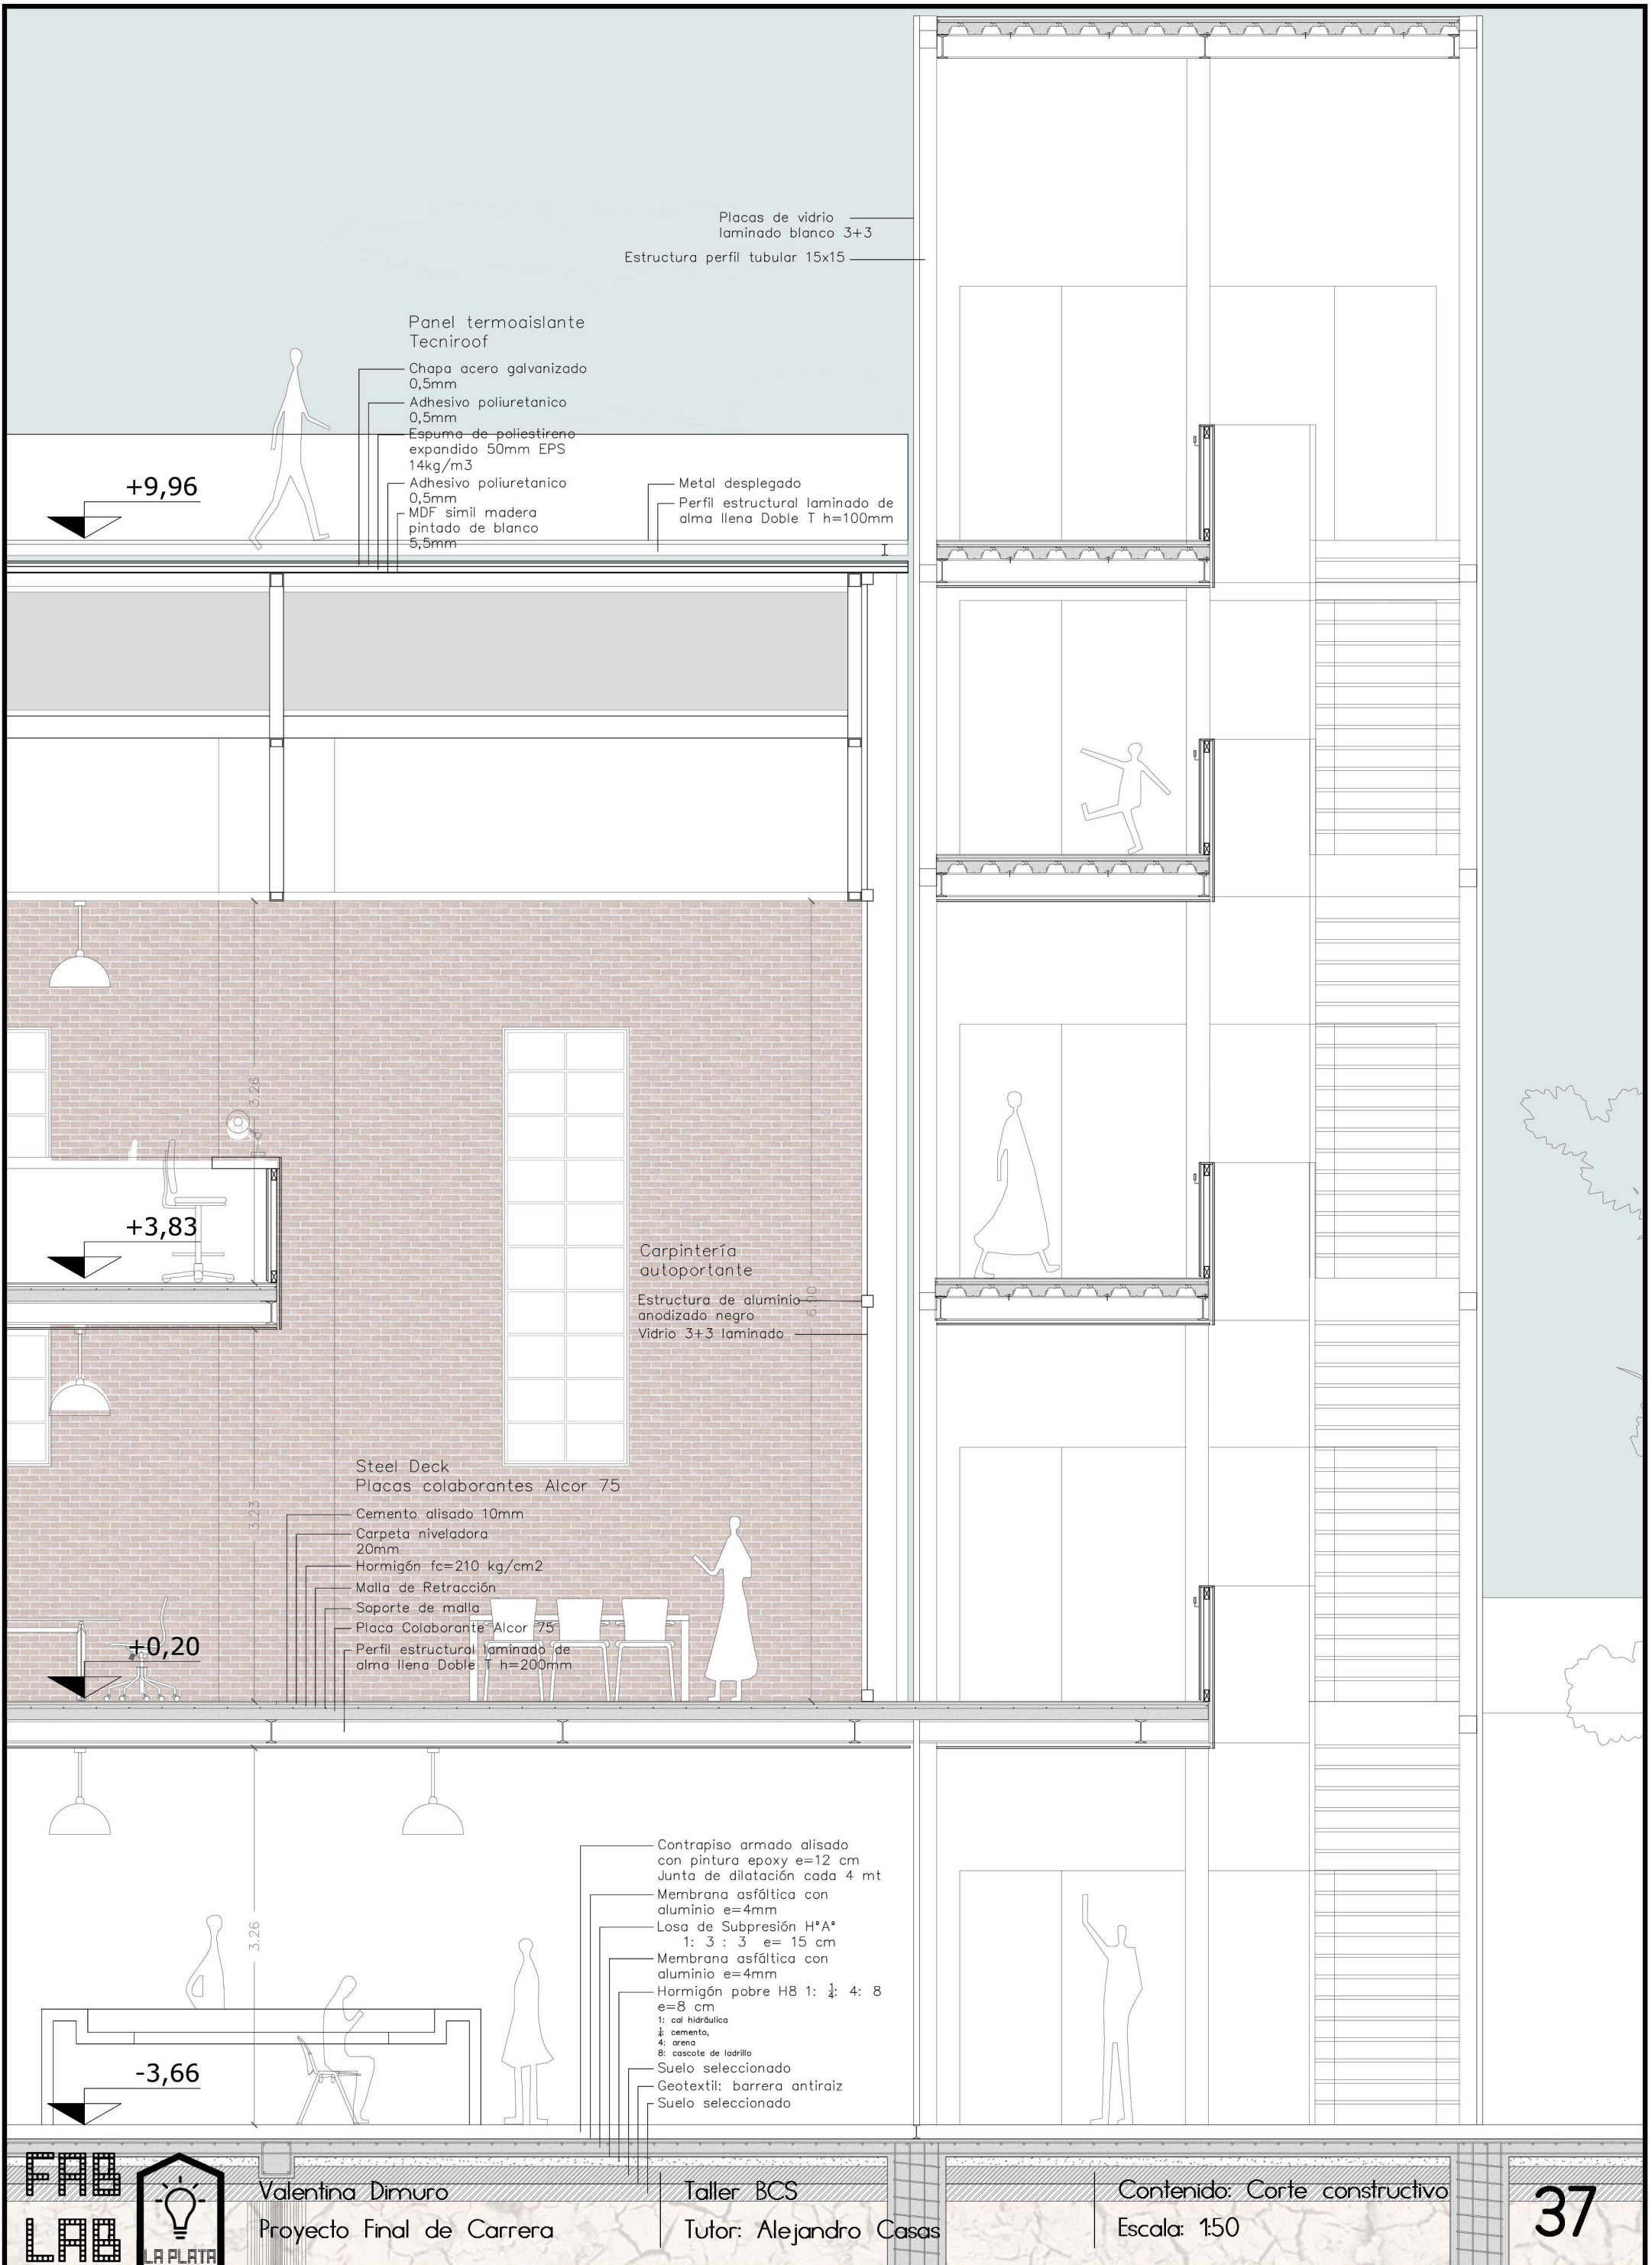 Placas de vidrio
laminado blanco 3+3
Estructura perfil tubular 15x15
Panel termoaislante
Tecniroof
Chapa acero galvanizado
0,5mm
Adhesivo poliuretanico
0,5mm
Espuma de poliestireno
expandido 50mm EPS
14kg/m3
Adhesivo poliuretanico
0,5mm
MDF simil madera
pintado de blanco
5,5mm
Metal desplegado
Perfil estructural laminado de
alma llena Doble T h=100mm
+9,96
3.26
+3,83
Carpintería
autoportante
Estructura de aluminio
anodizado negro
Vidrio 3+3 laminado
6.90
Steel Deck
Placas colaborantes Alcor 75
Cemento alisado 10mm
Carpeta niveladora
20mm
Hormigón fc=210 kg/cm2
Malla de Retracción
Soporte de malla
Placa Colaborante Alcor 75
Perfil estructural laminado de
alma llena Doble T h=200mm
3.23
+0,20
Contrapiso armado alisado
con pintura epoxy e=12 cm
Junta de dilatación cada 4 mt
Membrana asfáltica con
aluminio e=4mm
Losa de Subpresión H°A°
1: 3 : 3 e= 15 cm
Membrana asfáltica con
aluminio e=4mm
Hormigón pobre H8 1: ¼: 4: 8
e=8 cm
1: cal hidráulica
¼: cemento,
4: arena
8: cascote de ladrillo
Suelo seleccionado
Geotextil: barrera antiraiz
Suelo seleccionado
3.26
-3,66
FAB
LAB
LA PLATA
Valentina Dimuro
Proyecto Final de Carrera
Taller BCS
Tutor: Alejandro Casas
Contenido: Corte constructivo
Escala: 1:50
37